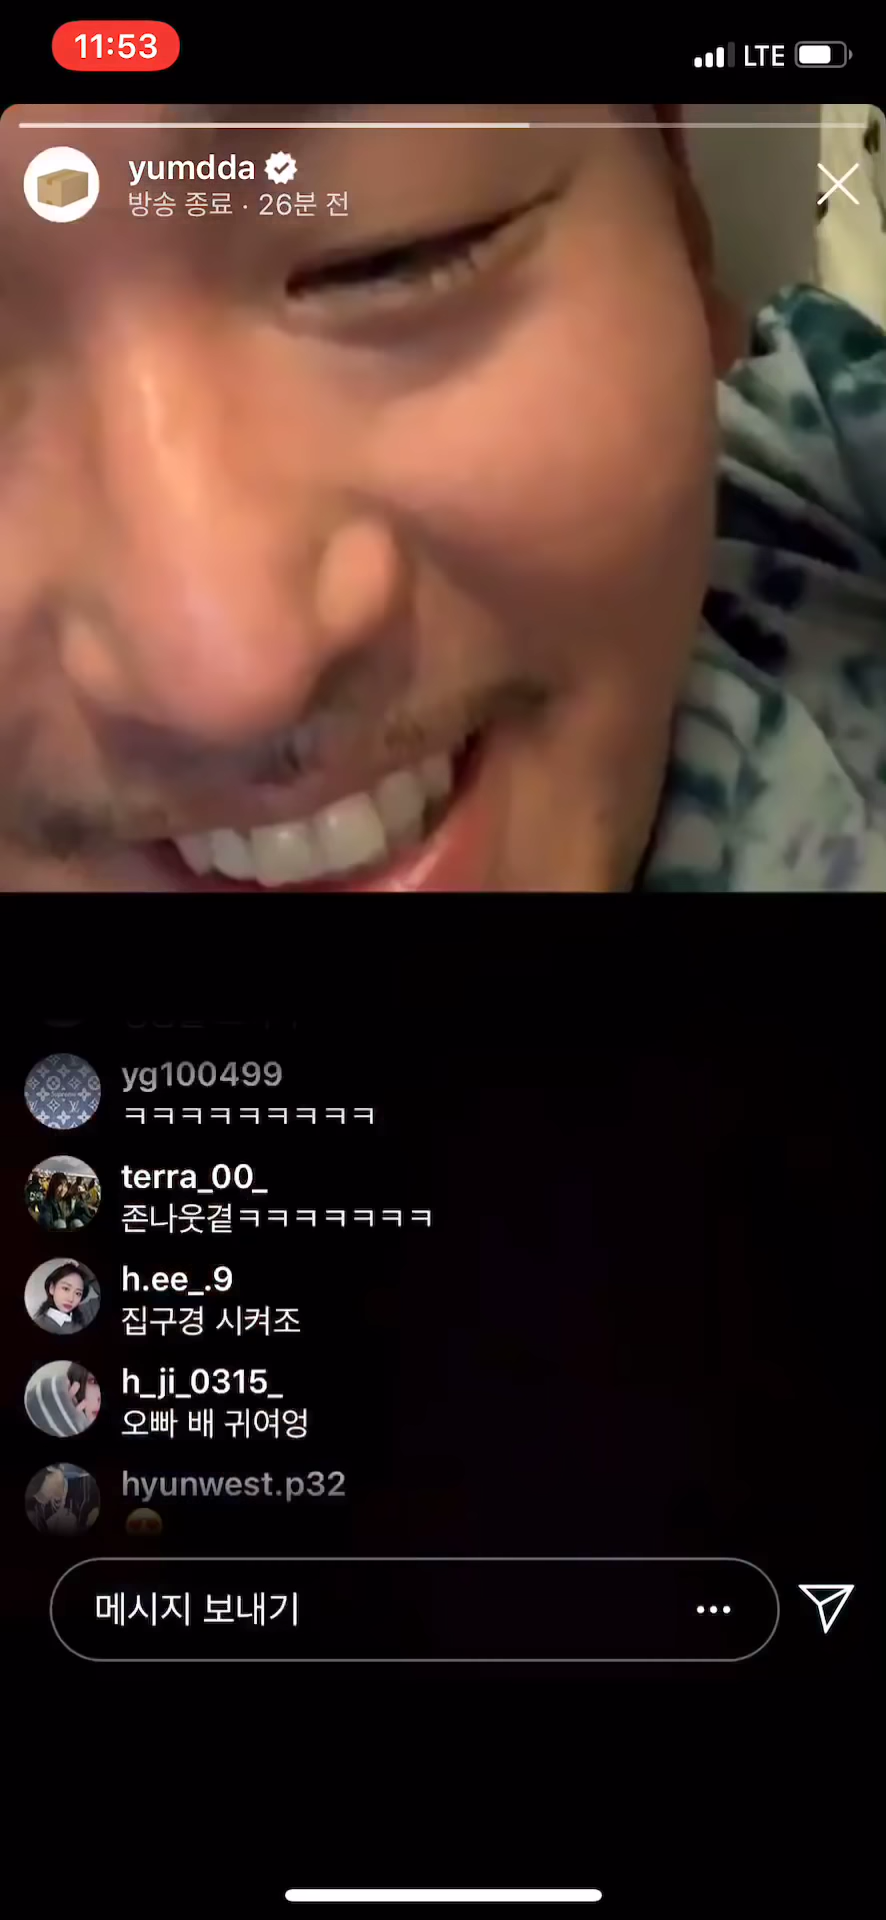 11:53
LTE
yumdda
방송 종료 · 26분 전
yg100499
ㅋㅋㅋㅋㅋㅋㅋㅋㅋ
terra_00_
존나웃곁ㅋㅋㅋㅋㅋㅋㅋ
h.ee_.9
집구경 시켜조
h_ji_0315_
오빠 배 귀여엉
hyunwest.p32
😍
메시지 보내기